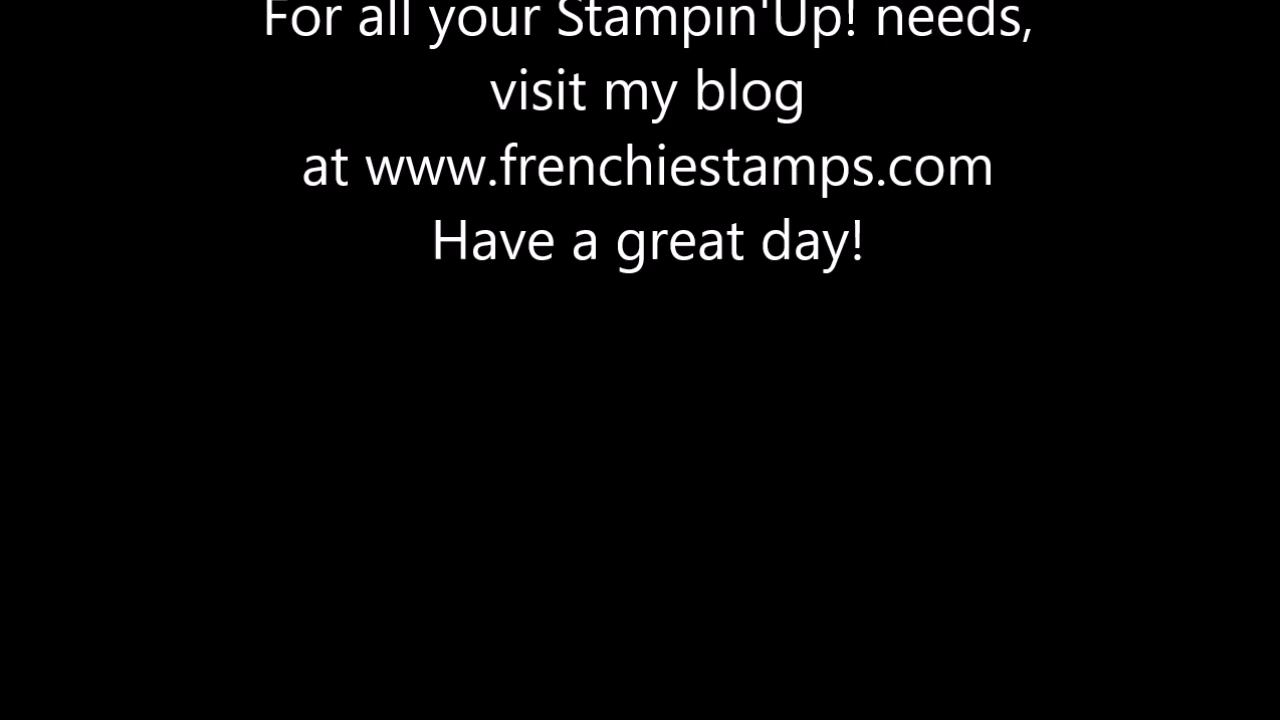 For all your Stampin'Up! needs,
visit my blog
at www.frenchiestamps.com
Have a great day!